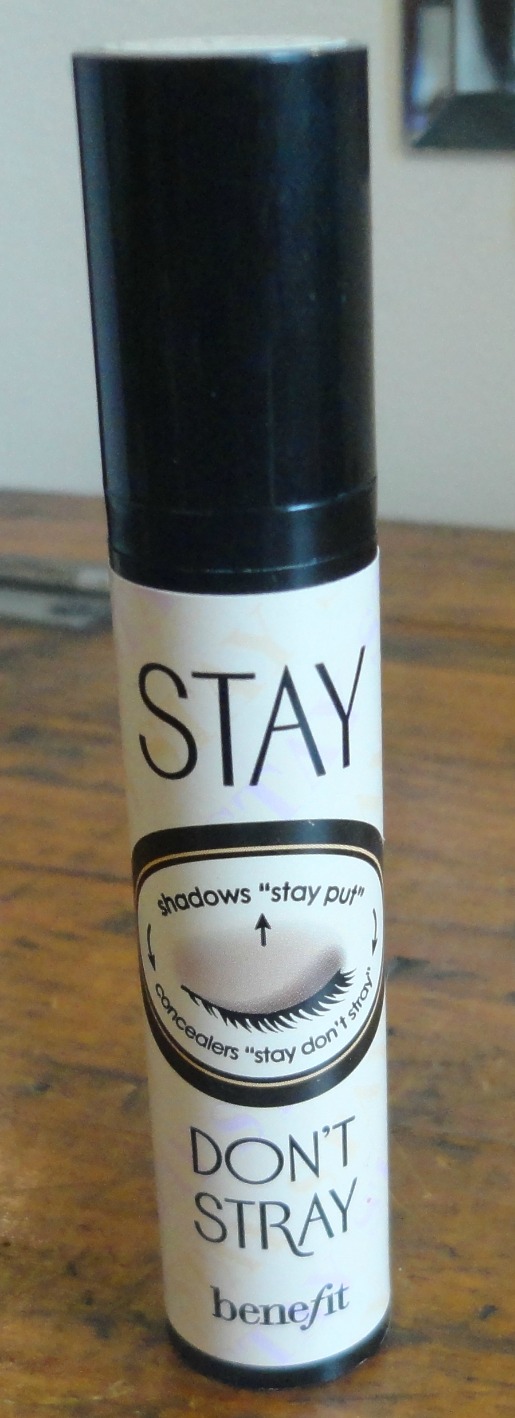 STAY
shadows "stay put"
concealers "stay don't stray"
DON'T
STRAY
benefit